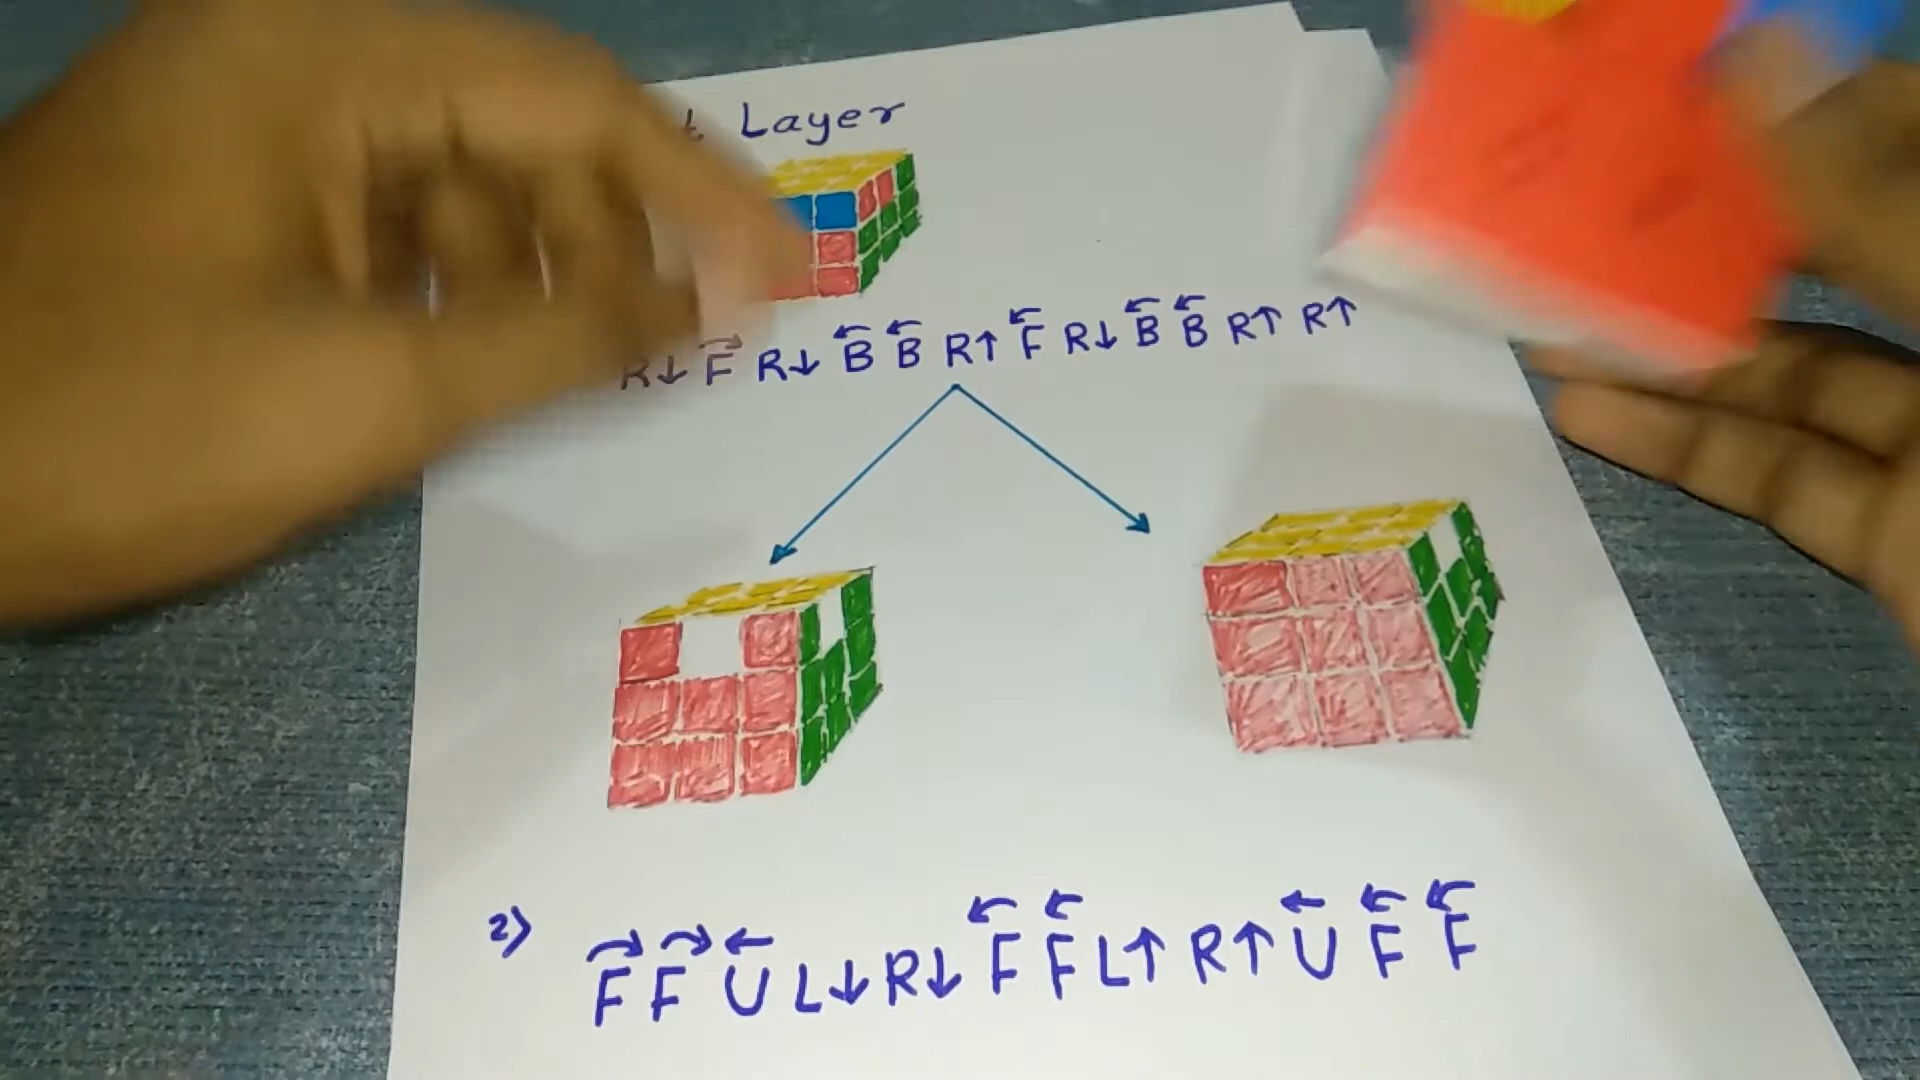 Layer
R↓ F⃗ R↓ B⃖ B⃖ R↑ F⃖ R↓ B⃖ B⃖ R↑ R↑
2) F⃗ F⃗ U⃖ L↓ R↓ F⃖ F⃖ L↑ R↑ U⃖ F⃖ F⃖